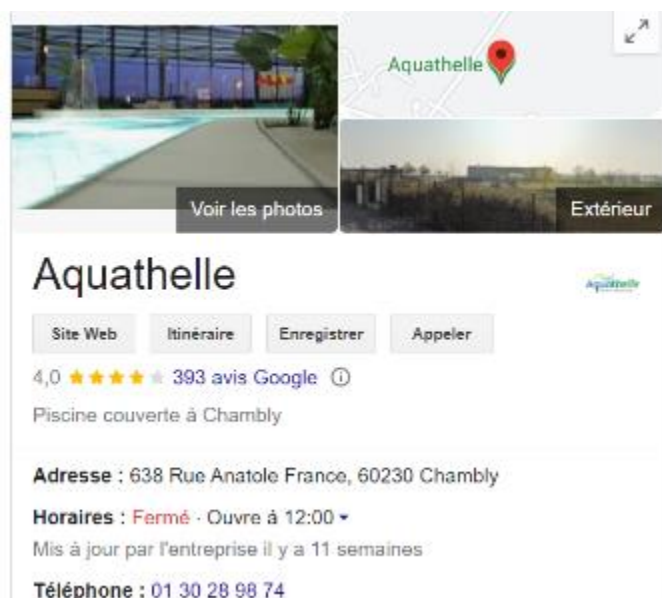 Aquathelle
Voir les photos
Extérieur
Aquathelle
Aquathelle
Site Web
Itinéraire
Enregistrer
Appeler
4,0 393 avis Google
Piscine couverte à Chambly
Adresse : 638 Rue Anatole France, 60230 Chambly
Horaires : Fermé · Ouvre à 12:00
Mis à jour par l'entreprise il y a 11 semaines
Téléphone : 01 30 28 98 74